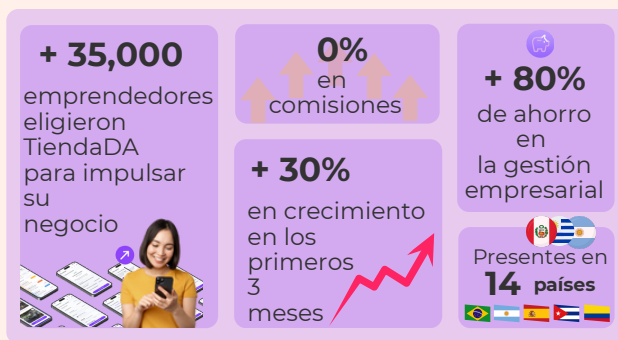 + 35,000
emprendedores
eligieron
TiendaDA
para impulsar
su
negocio
0%
en
comisiones
+ 30%
en crecimiento
en los
primeros
3
meses
+ 80%
de ahorro
en
la gestión
empresarial
Presentes en
14 países